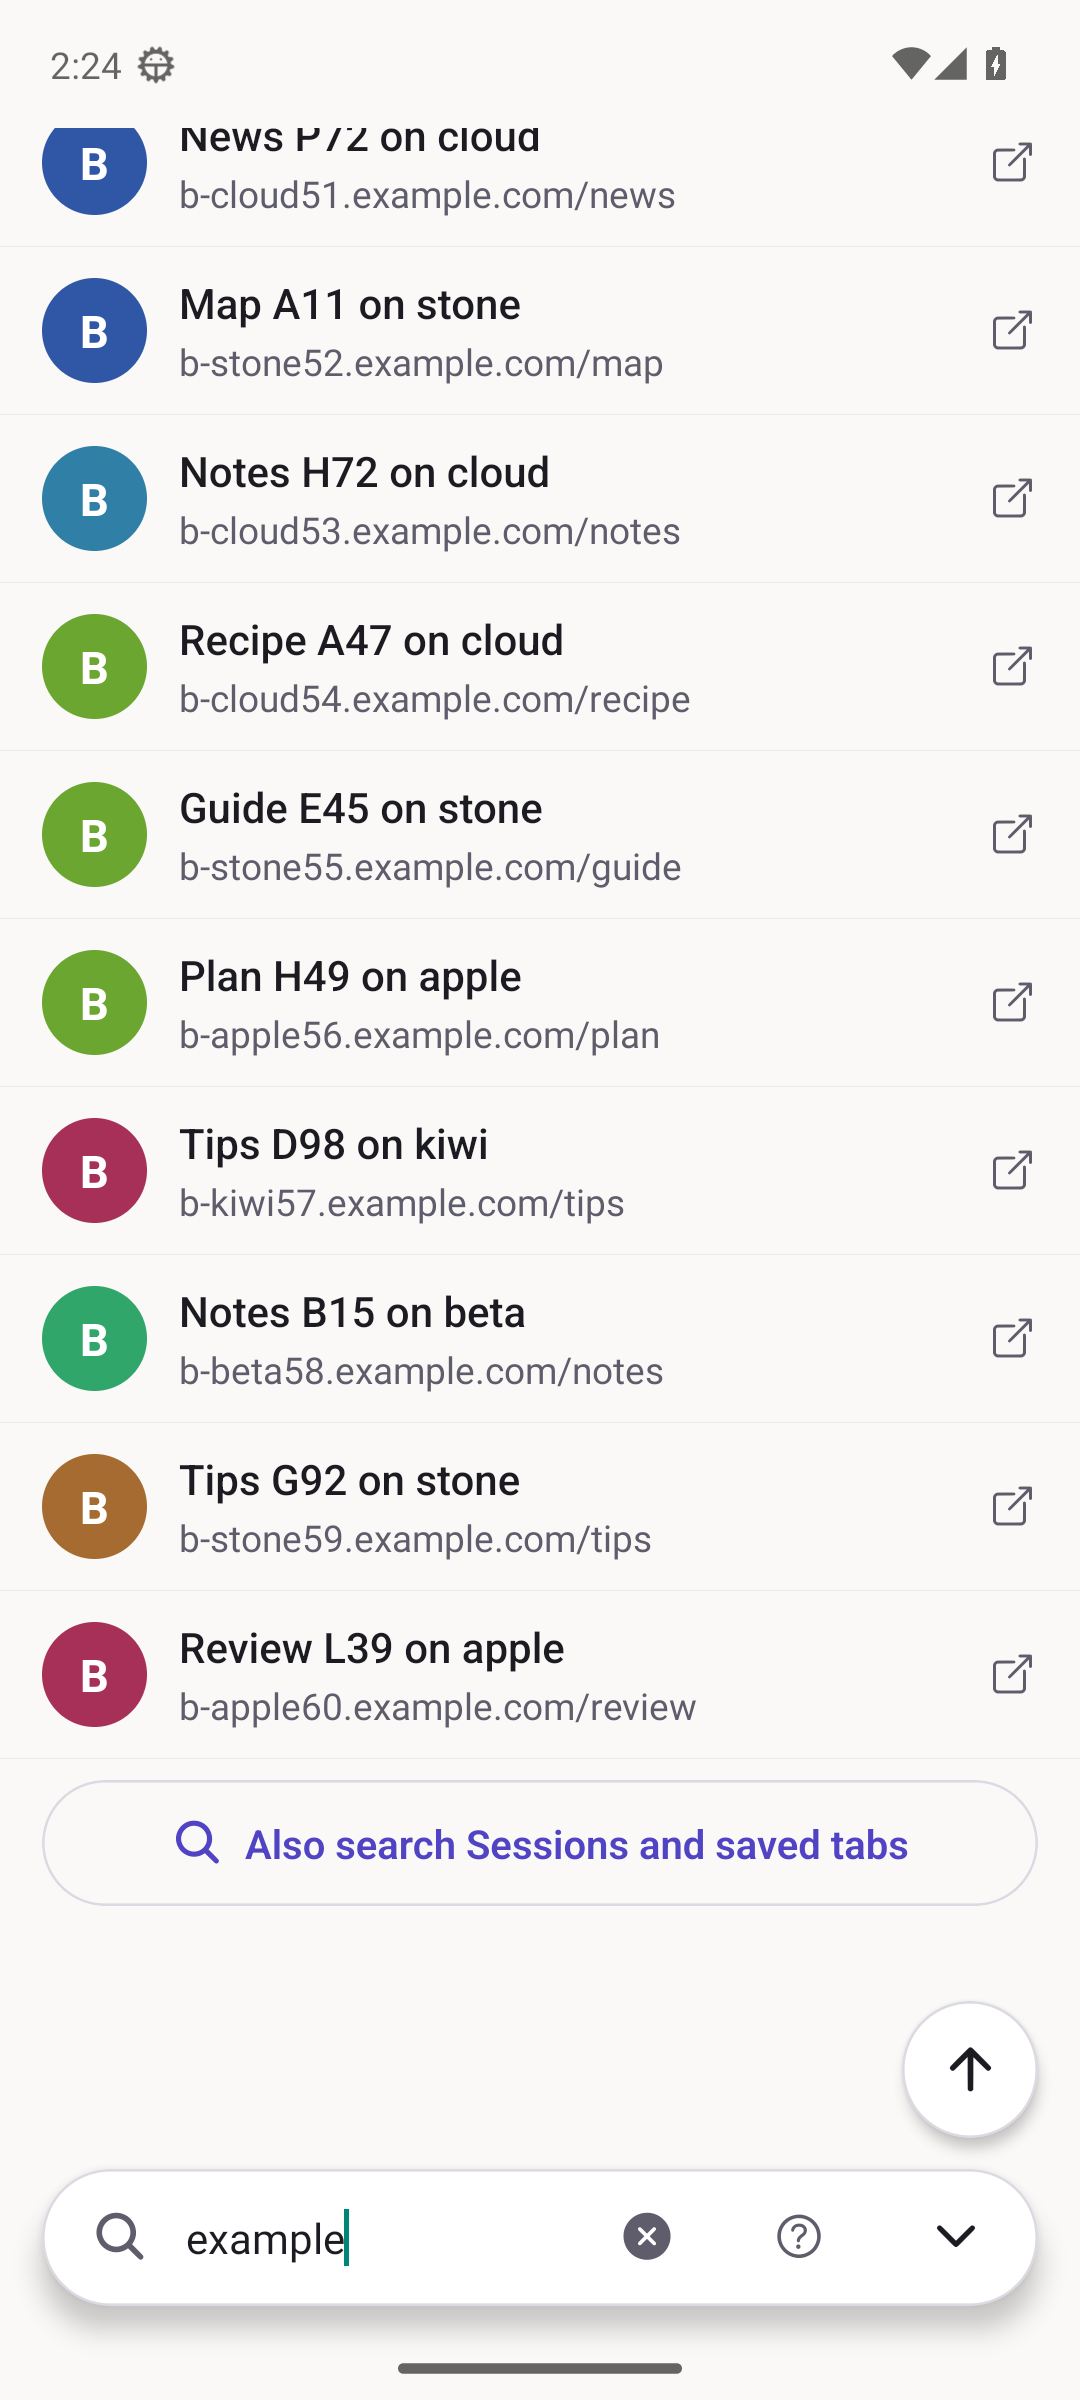 2:24
News P72 on cloud
B
b-cloud51.example.com/news
Map A11 on stone
B
b-stone52.example.com/map
Notes H72 on cloud
B
b-cloud53.example.com/notes
Recipe A47 on cloud
B
b-cloud54.example.com/recipe
Guide E45 on stone
B
b-stone55.example.com/guide
Plan H49 on apple
B
b-apple56.example.com/plan
Tips D98 on kiwi
B
b-kiwi57.example.com/tips
Notes B15 on beta
B
b-beta58.example.com/notes
Tips G92 on stone
B
b-stone59.example.com/tips
Review L39 on apple
B
b-apple60.example.com/review
Also search Sessions and saved tabs
example